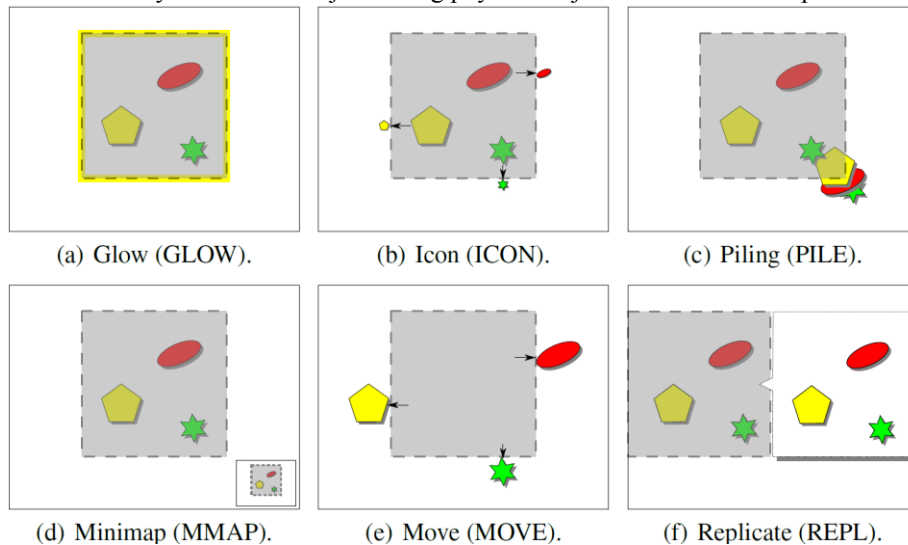 (a) Glow (GLOW). (b) Icon (ICON). (c) Piling (PILE).
(d) Minimap (MMAP). (e) Move (MOVE). (f) Replicate (REPL).